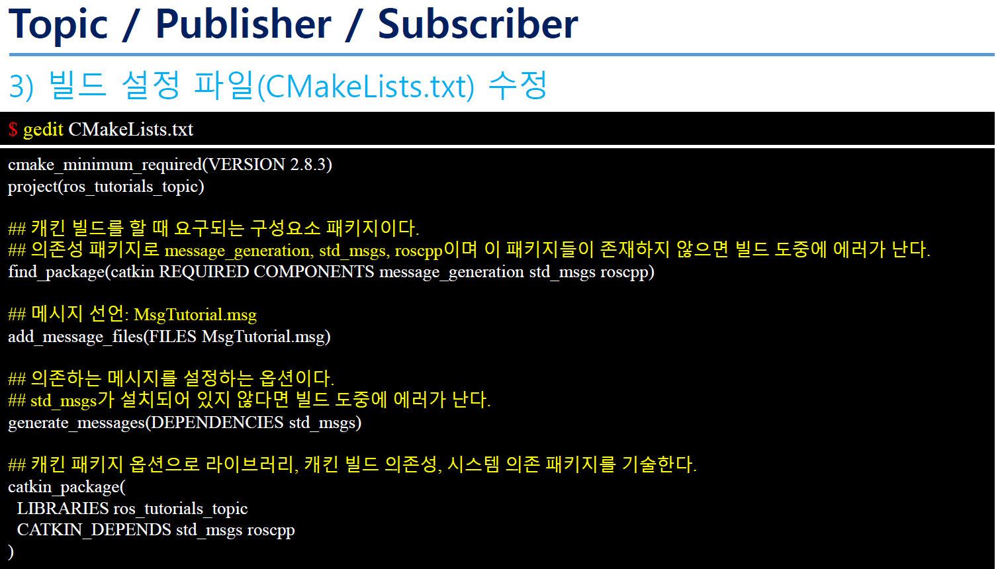 Topic / Publisher / Subscriber
3) 빌드 설정 파일(CMakeLists.txt) 수정
$ gedit CMakeLists.txt
cmake_minimum_required(VERSION 2.8.3)
project(ros_tutorials_topic)
## 캐킨 빌드를 할 때 요구되는 구성요소 패키지이다.
## 의존성 패키지로 message_generation, std_msgs, roscpp이며 이 패키지들이 존재하지 않으면 빌드 도중에 에러가 난다.
find_package(catkin REQUIRED COMPONENTS message_generation std_msgs roscpp)
## 메시지 선언: MsgTutorial.msg
add_message_files(FILES MsgTutorial.msg)
## 의존하는 메시지를 설정하는 옵션이다.
## std_msgs가 설치되어 있지 않다면 빌드 도중에 에러가 난다.
generate_messages(DEPENDENCIES std_msgs)
## 캐킨 패키지 옵션으로 라이브러리, 캐킨 빌드 의존성, 시스템 의존 패키지를 기술한다.
catkin_package(
LIBRARIES ros_tutorials_topic
CATKIN_DEPENDS std_msgs roscpp
)